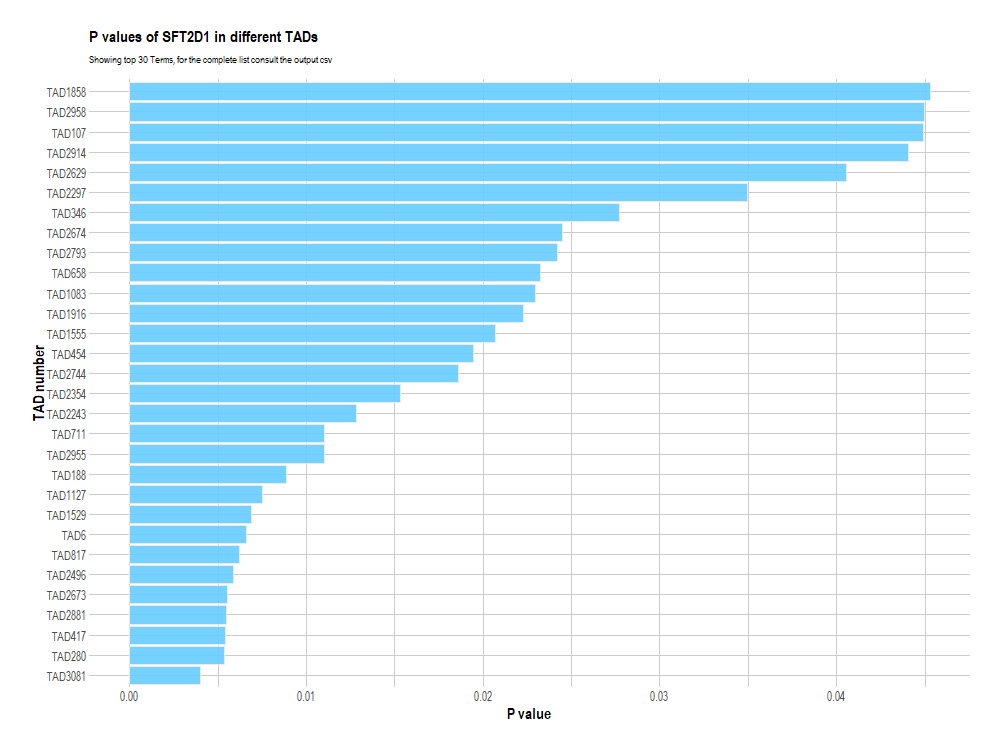 P values of SFT2D1 in different TADs
Showing top 30 Terms, for the complete list consult the output csv
TAD1858
TAD2958
TAD107
TAD2914
TAD2629
TAD2297
TAD346
TAD2674
TAD2793
TAD658
TAD1083
TAD1916
TAD1555
TAD454
TAD2744
TAD2354
TAD2243
TAD711
TAD2955
TAD188
TAD1127
TAD1529
TAD6
TAD817
TAD2496
TAD2673
TAD2881
TAD417
TAD280
TAD3081
TAD number
0.00 0.01 0.02 0.03 0.04
P value